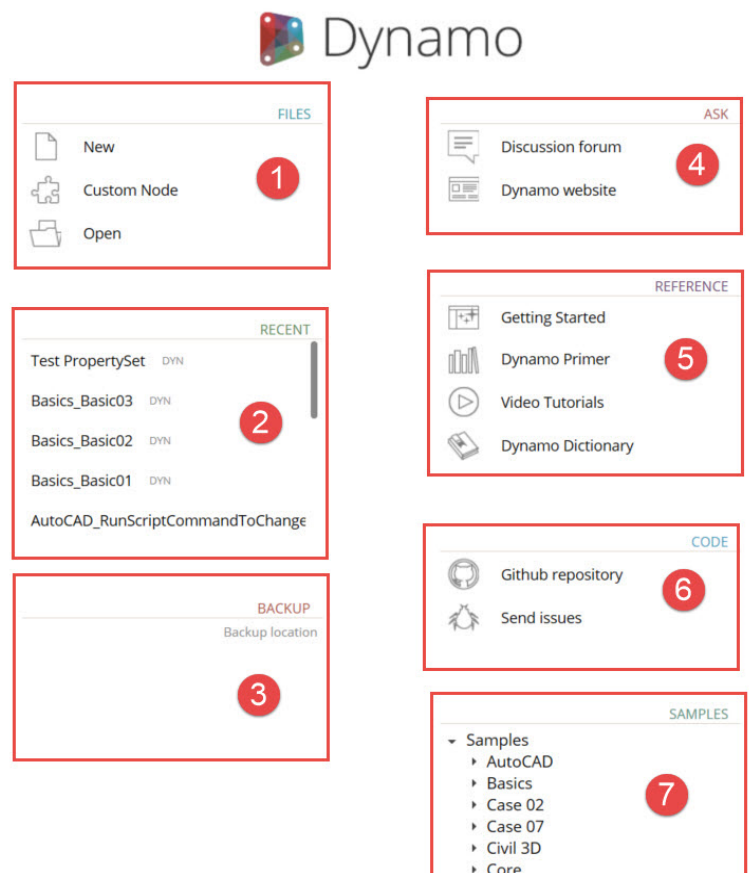 Dynamo
FILES
New
Custom Node
Open
1
RECENT
Test PropertySet DYN
Basics_Basic03 DYN
Basics_Basic02 DYN
Basics_Basic01 DYN
AutoCAD_RunScriptCommandToChange
2
BACKUP
Backup location
3
ASK
Discussion forum
Dynamo website
4
REFERENCE
Getting Started
Dynamo Primer
Video Tutorials
Dynamo Dictionary
5
CODE
Github repository
Send issues
6
SAMPLES
Samples
AutoCAD
Basics
Case 02
Case 07
Civil 3D
Core
7